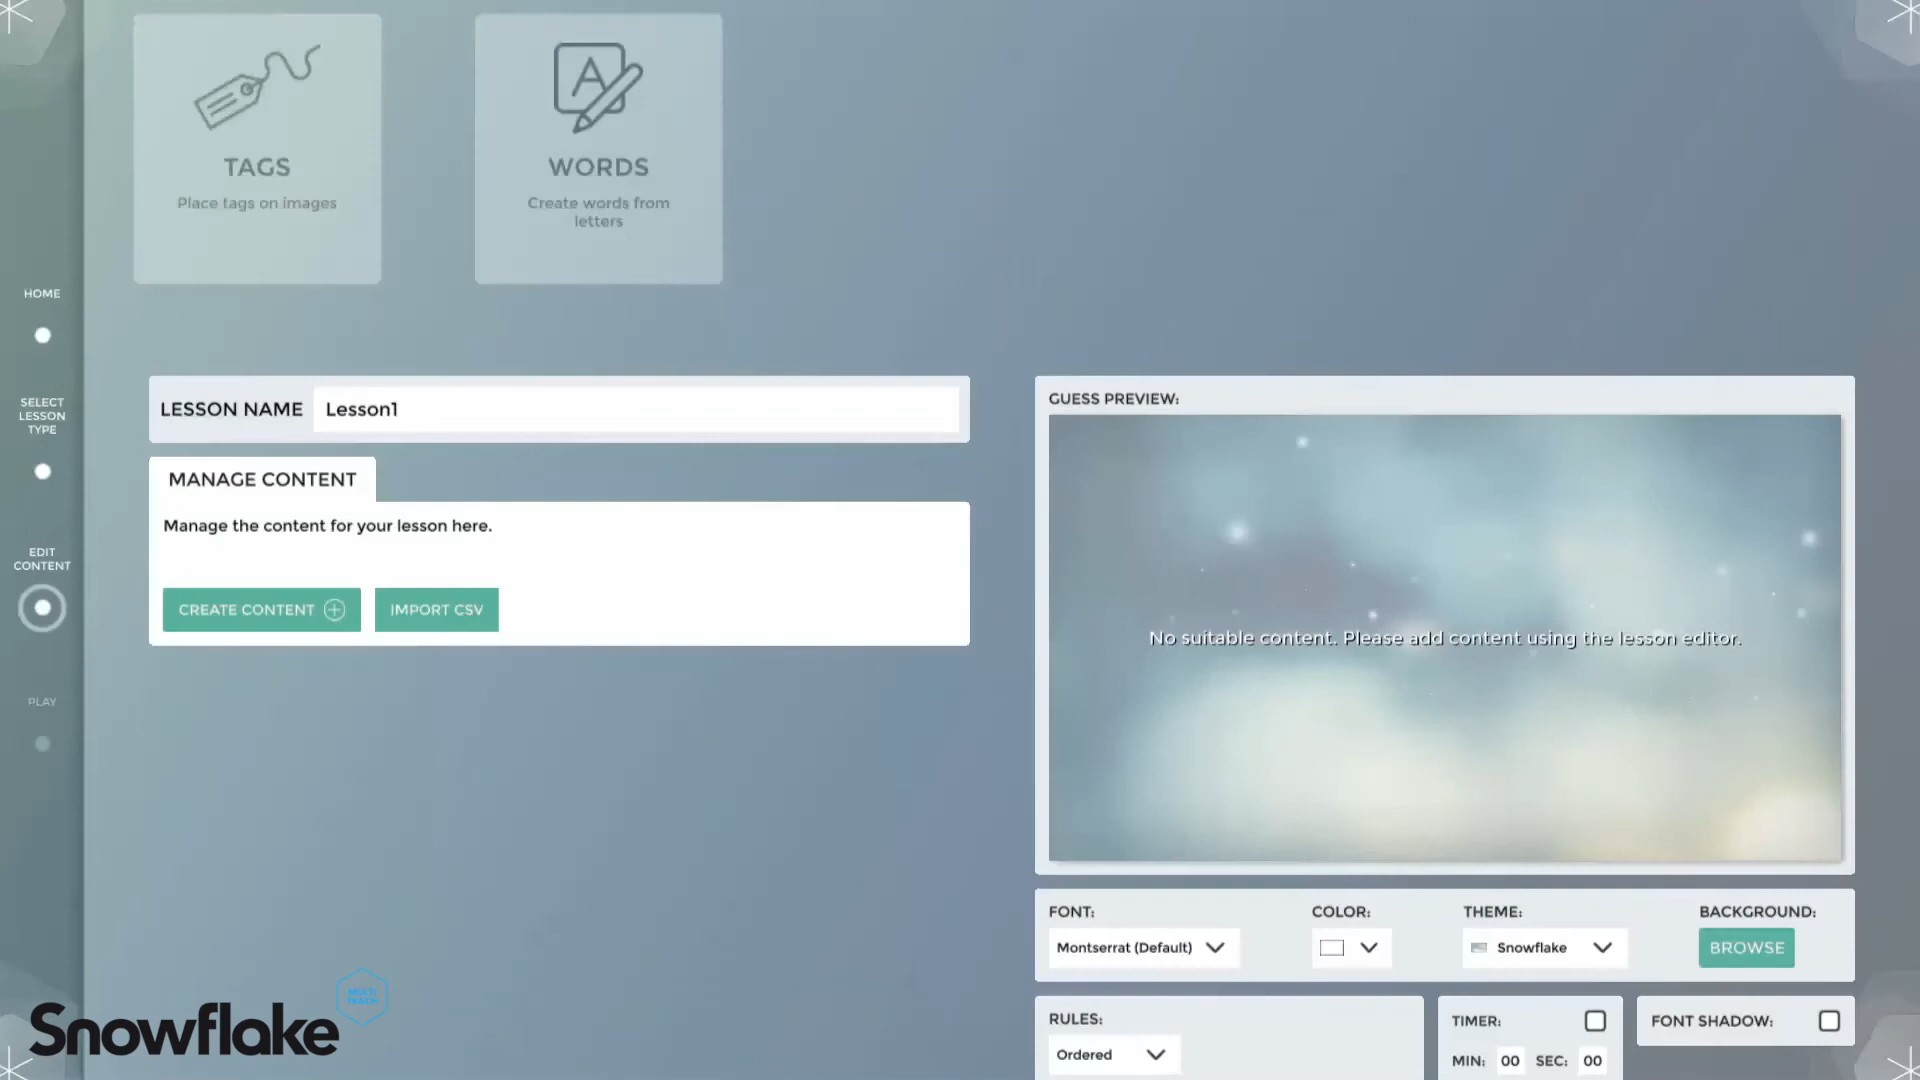 TAGS
Place tags on images
WORDS
Create words from
letters
HOME
SELECT
LESSON
TYPE
EDIT
CONTENT
PLAY
LESSON NAME
Lesson1
MANAGE CONTENT
Manage the content for your lesson here.
CREATE CONTENT
IMPORT CSV
GUESS PREVIEW:
No suitable content. Please add content using the lesson editor.
FONT:
Montserrat (Default)
COLOR:
THEME:
Snowflake
BACKGROUND:
BROWSE
RULES:
Ordered
TIMER:
MIN: 00 SEC: 00
FONT SHADOW:
Snowflake
MULTI
TEACH